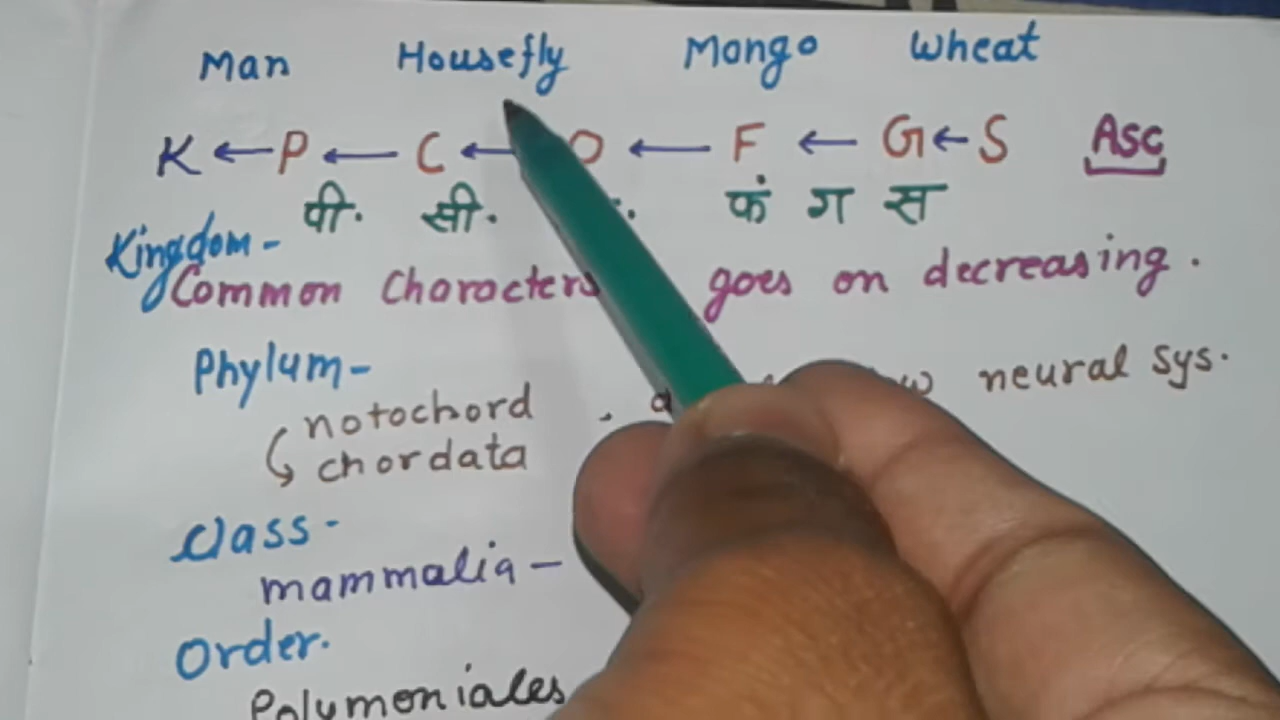 Man Housefly Mango Wheat
K ← P ← C ← O ← F ← G ← S Asc
पी. सी. फं ग स
Kingdom -
Common Characters goes on decreasing.
Phylum -
notochord . neural sys.
chordata
Class -
mammalia -
Order.
Polymoniales